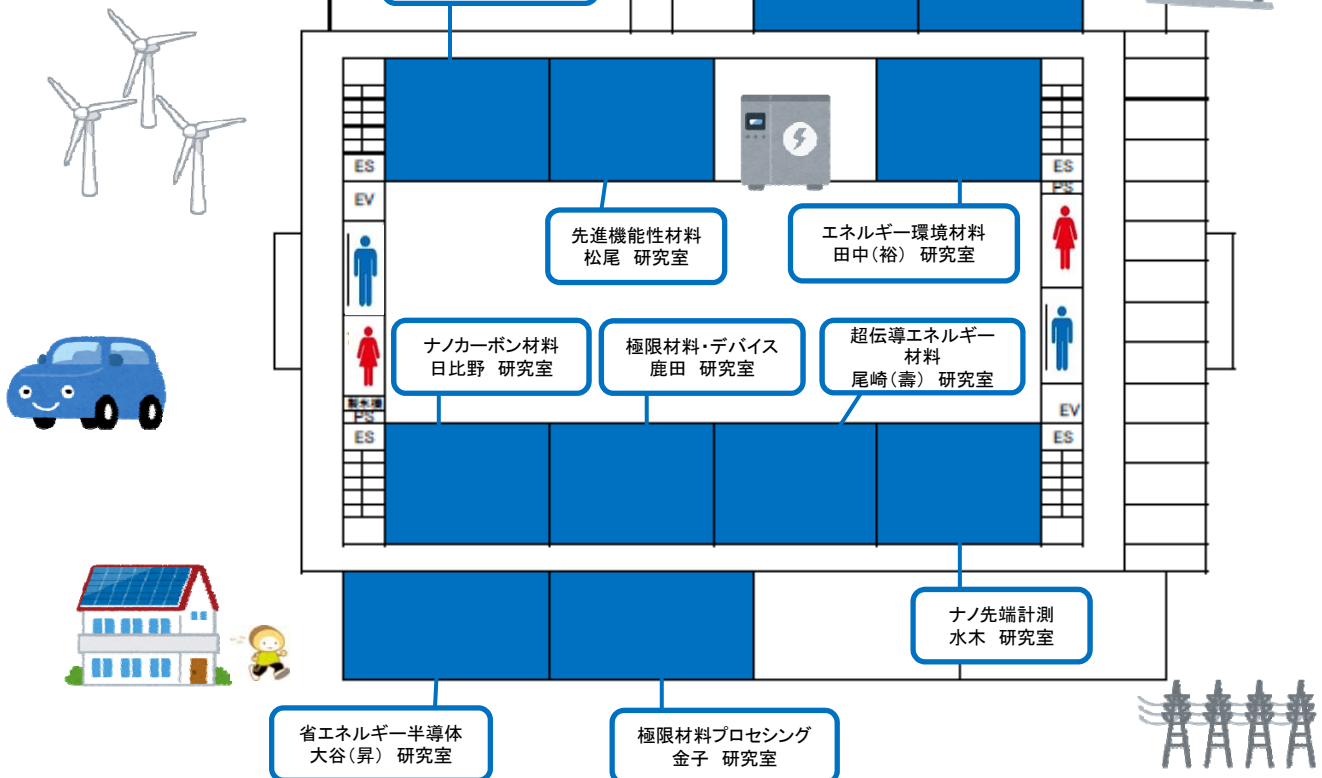 ES
ES
PS
EV
先進機能性材料
松尾 研究室
エネルギー環境材料
田中(裕) 研究室
ナノカーボン材料
日比野 研究室
極限材料・デバイス
鹿田 研究室
超伝導エネルギー
材料
尾崎(壽) 研究室
製氷機
PS
EV
ES
ES
ナノ先端計測
水木 研究室
省エネルギー半導体
大谷(昇) 研究室
極限材料プロセシング
金子 研究室